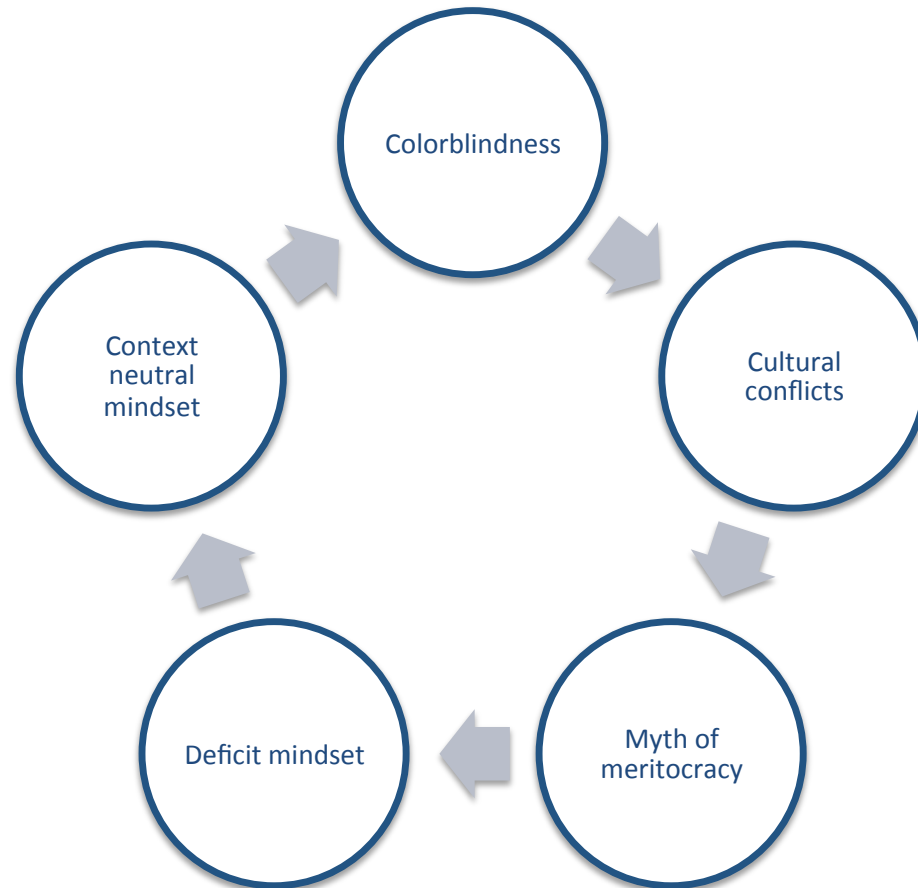 Colorblindness
Cultural
conflicts
Myth of
meritocracy
Deficit mindset
Context
neutral
mindset